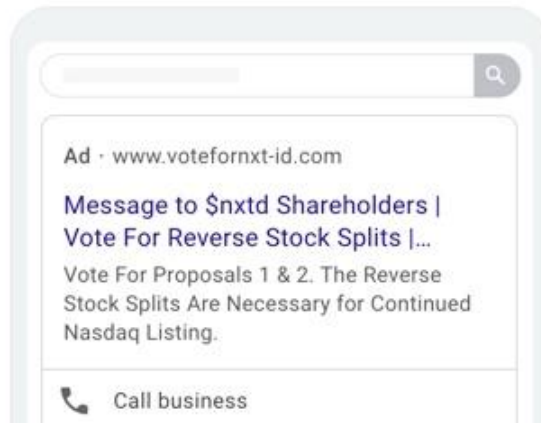 Ad · www.votefornxt-id.com
Message to $nxtd Shareholders |
Vote For Reverse Stock Splits |...
Vote For Proposals 1 & 2. The Reverse
Stock Splits Are Necessary for Continued
Nasdaq Listing.
Call business